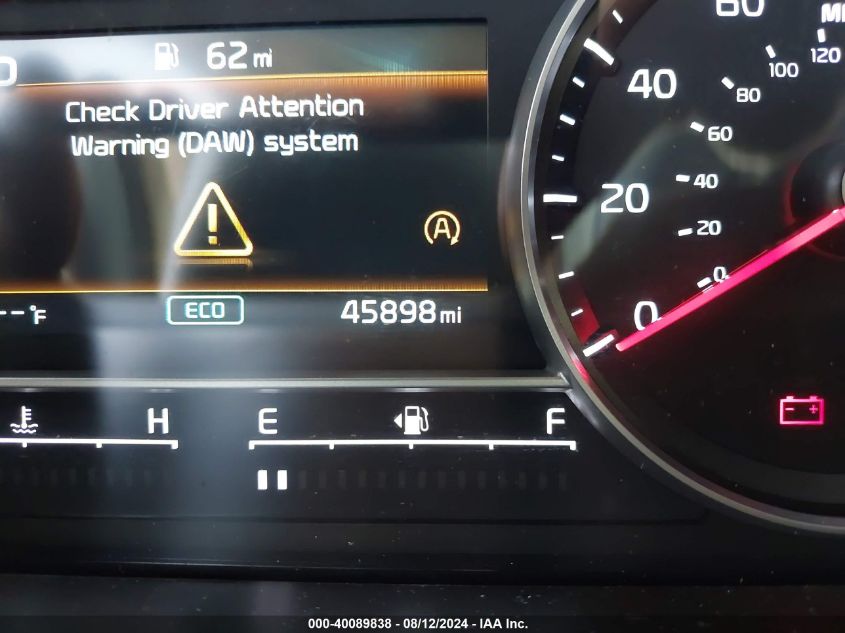 62 mi
Check Driver Attention
Warning (DAW) system
A
ECO
45898 mi
--°F
H
E
F
0
20
40
60
0
20
40
60
80
100
120
000-40089838 - 08/12/2024 - IAA Inc.